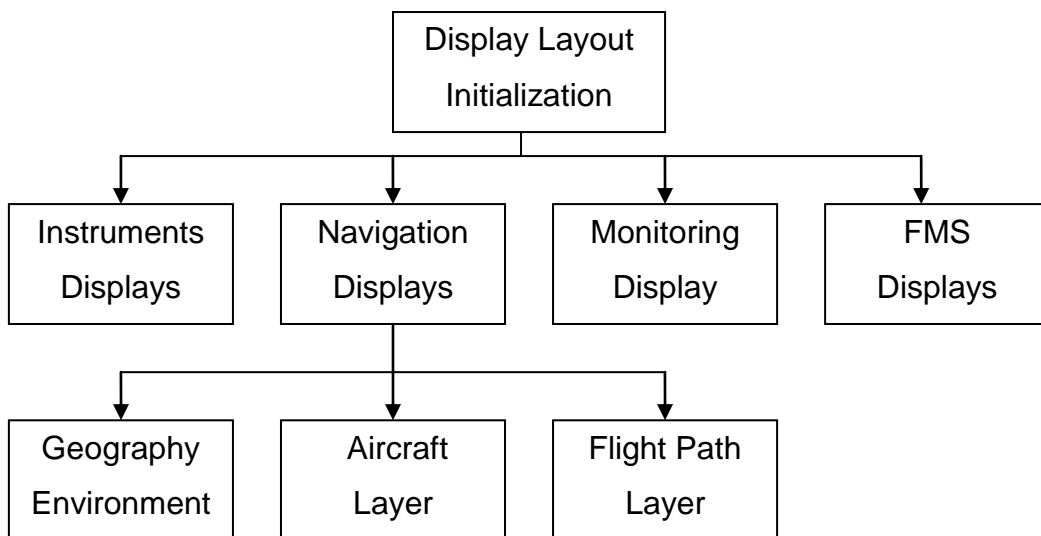 Display Layout
Initialization
Instruments
Displays
Navigation
Displays
Monitoring
Display
FMS
Displays
Geography
Environment
Aircraft
Layer
Flight Path
Layer